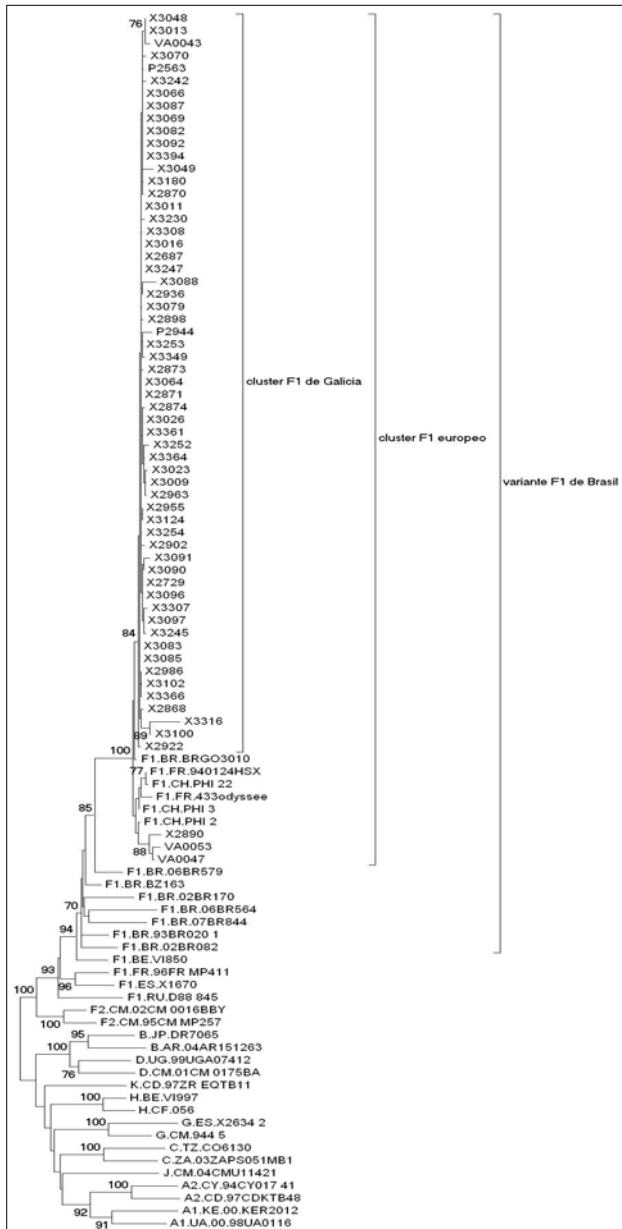 X3048
76
X3013
VA0043
X3070
P2563
X3242
X3066
X3087
X3069
X3082
X3092
X3394
X3049
X3180
X2870
X3011
X3230
X3308
X3016
X2687
X3247
X3088
X2936
X3079
X2898
P2944
X3253
X3349
X2873
X3064
cluster F1 de Galicia
X2871
X2874
X3026
X3361
X3252
cluster F1 europeo
X3364
X3023
X3009
variante F1 de Brasil
X2963
X2955
X3124
X3254
X2902
X3091
X3090
X2729
X3096
X3307
X3097
84
X3245
X3083
X3085
X2986
X3102
X3366
X2868
X3316
89
X3100
X2922
100
F1.BR.BRGO3010
77
F1.FR.940124HSX
F1.CH.PHI 22
F1.FR.433odyssee
85
F1.CH.PHI 3
F1.CH.PHI 2
X2890
88
VA0053
VA0047
F1.BR.06BR579
F1.BR.BZ163
70
F1.BR.02BR170
F1.BR.06BR564
F1.BR.07BR844
94
F1.BR.93BR020 1
F1.BR.02BR082
F1.BE.VI850
93
F1.FR.96FR MP411
96
F1.ES.X1670
100
F1.RU.D88 845
F2.CM.02CM 0016BBY
100
F2.CM.95CM MP257
95
B.JP.DR7065
100
B.AR.04AR151263
D.UG.99UGA07412
76
D.CM.01CM 0175BA
K.CD.97ZR EQTB11
100
H.BE.VI997
H.CF.056
100
G.ES.X2634 2
G.CM.944 5
100
C.TZ.CO6130
C.ZA.03ZAPS051MB1
J.CM.04CMU11421
100
A2.CY.94CY017 41
A2.CD.97CDKTB48
92
A1.KE.00.KER2012
91
A1.UA.00.98UA0116